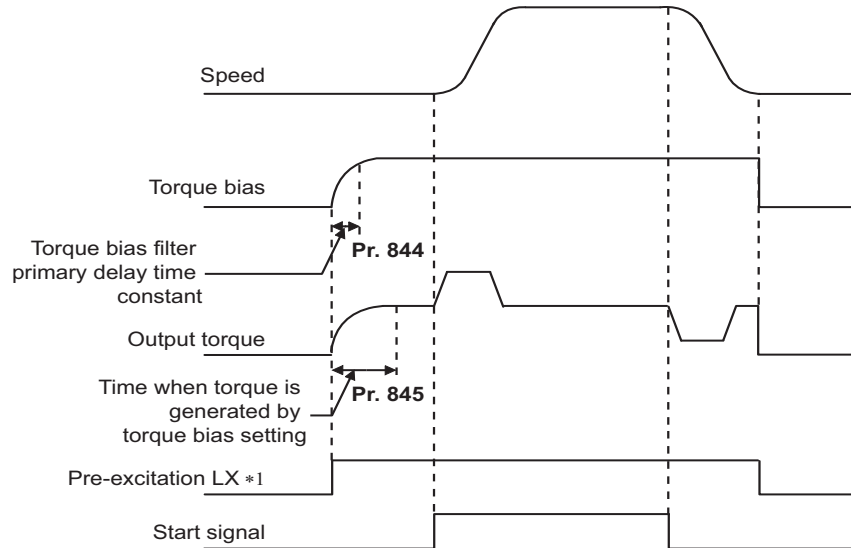 Speed
Torque bias
Torque bias filter
primary delay time
constant
Pr. 844
Output torque
Time when torque is
generated by
torque bias setting
Pr. 845
Pre-excitation LX *1
Start signal